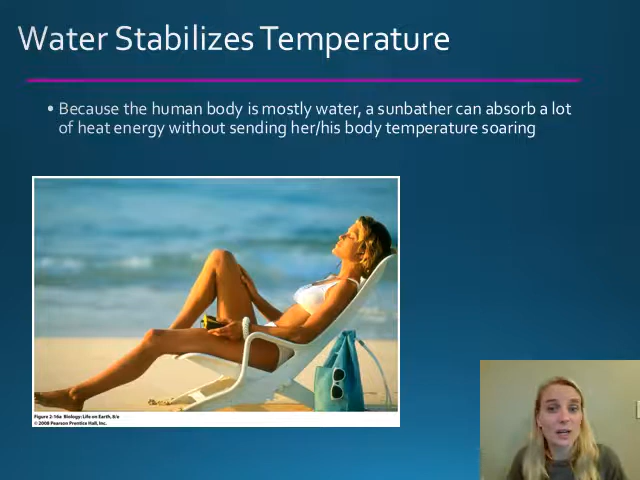 Water Stabilizes Temperature
• Because the human body is mostly water, a sunbather can absorb a lot
of heat energy without sending her/his body temperature soaring
Figure 2-16a Biology: Life on Earth, 8/e
© 2008 Pearson Prentice Hall, Inc.